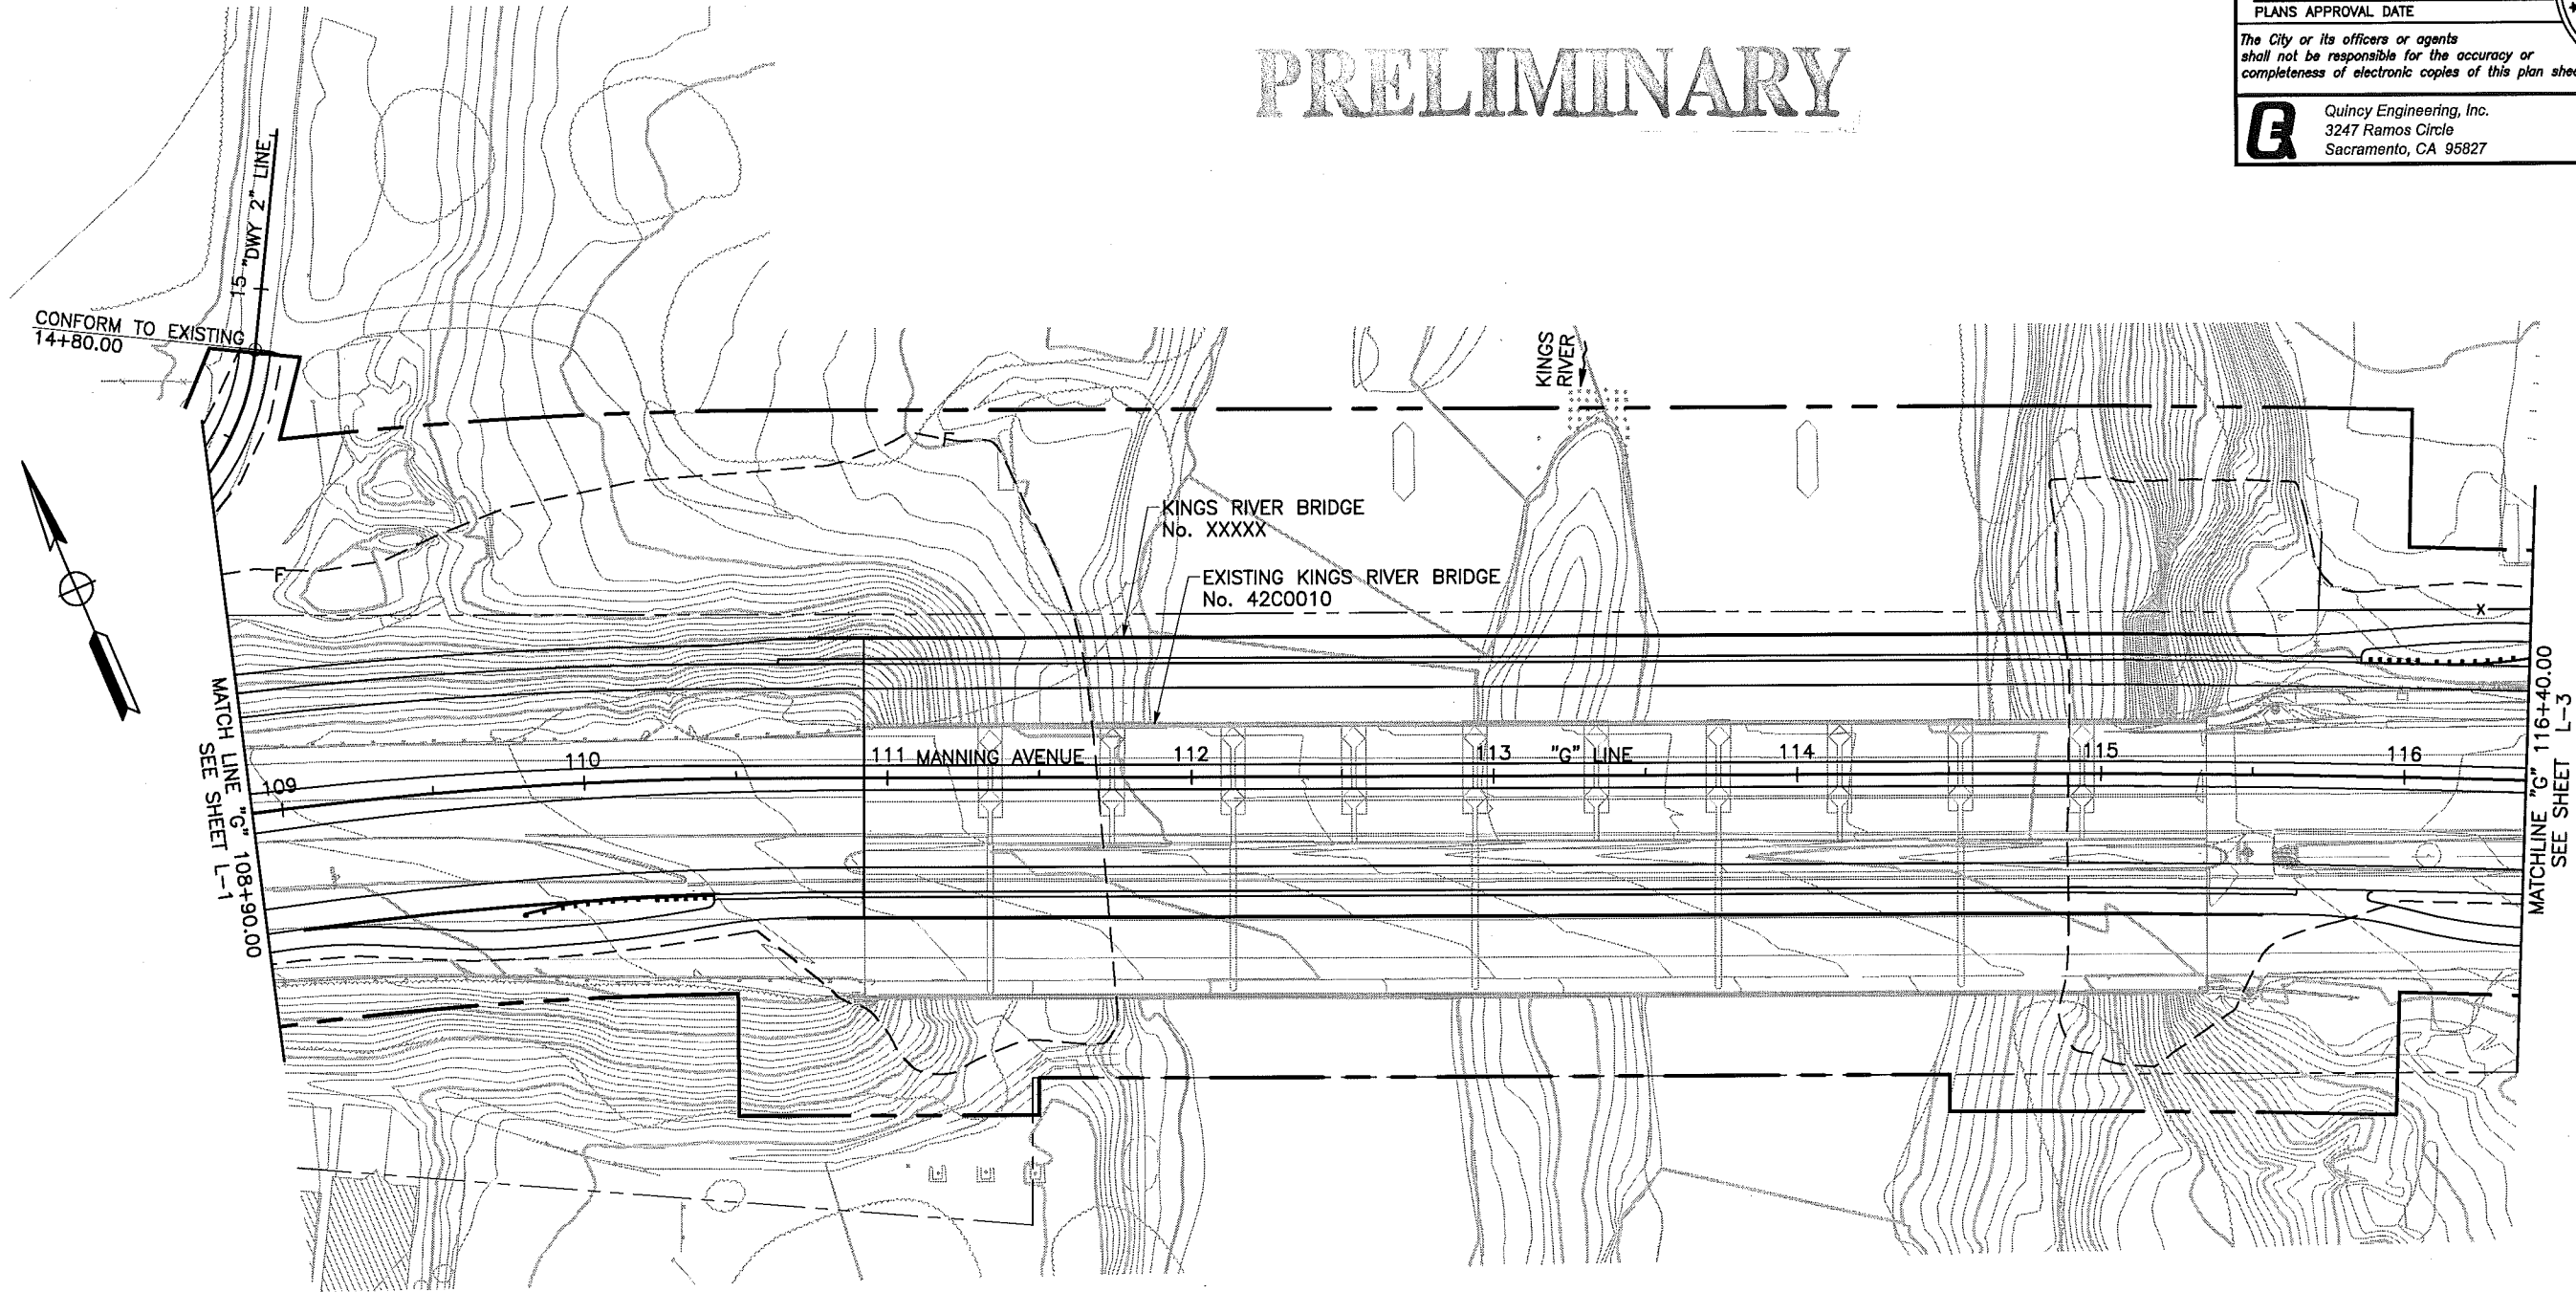 PRELIMINARY
PLANS APPROVAL DATE
The City or its officers or agents
shall not be responsible for the accuracy or
completeness of electronic copies of this plan
Quincy Engineering, Inc.
3247 Ramos Circle
Sacramento, CA 95827
15 "DWY 2" LINE
CONFORM TO EXISTING
14+80.00
KINGS
RIVER
F
KINGS RIVER BRIDGE
No. XXXXX
F
EXISTING KINGS RIVER BRIDGE
No. 42C0010
X
MATCH LINE "G" 108+90.00
SEE SHEET L-1
109
110
111 MANNING AVENUE
112
113
"G" LINE
114
115
116
MATCHLINE "G" 116+40.00
SEE SHEET L-3